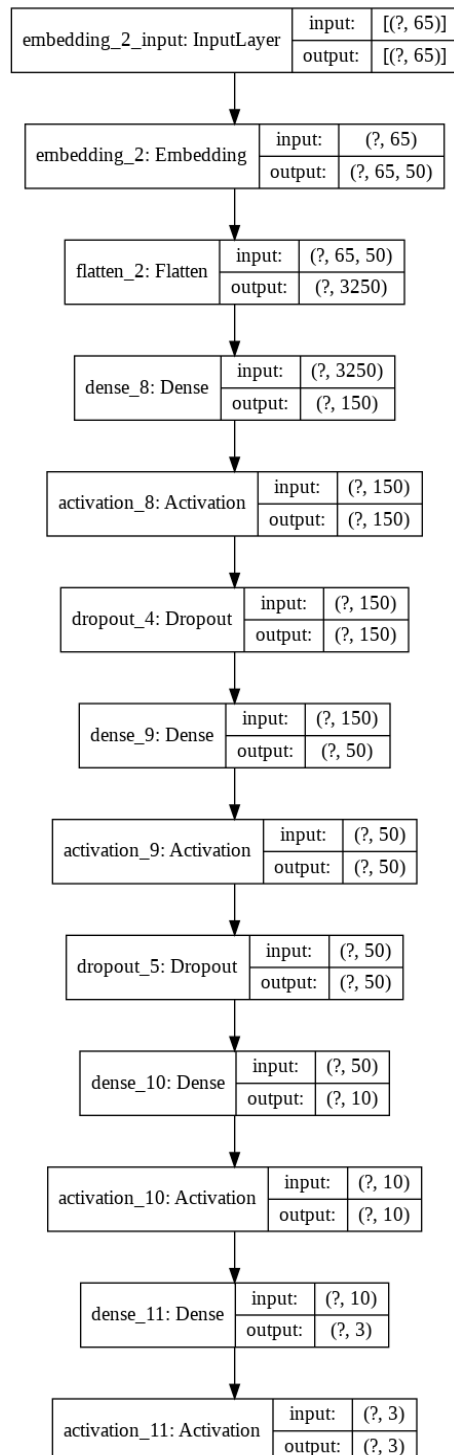 embedding_2_input: InputLayer
input: [(?, 65)]
output: [(?, 65)]
embedding_2: Embedding
input: (?, 65)
output: (?, 65, 50)
flatten_2: Flatten
input: (?, 65, 50)
output: (?, 3250)
dense_8: Dense
input: (?, 3250)
output: (?, 150)
activation_8: Activation
input: (?, 150)
output: (?, 150)
dropout_4: Dropout
input: (?, 150)
output: (?, 150)
dense_9: Dense
input: (?, 150)
output: (?, 50)
activation_9: Activation
input: (?, 50)
output: (?, 50)
dropout_5: Dropout
input: (?, 50)
output: (?, 50)
dense_10: Dense
input: (?, 50)
output: (?, 10)
activation_10: Activation
input: (?, 10)
output: (?, 10)
dense_11: Dense
input: (?, 10)
output: (?, 3)
activation_11: Activation
input: (?, 3)
output: (?, 3)